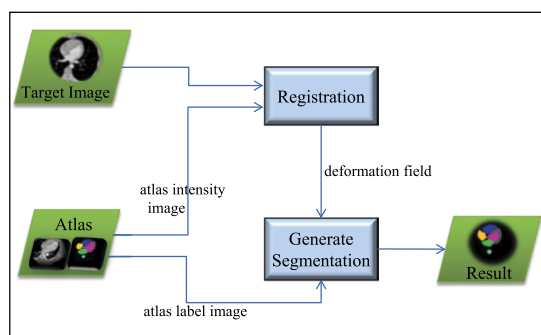 Target Image
Registration
deformation field
atlas intensity
image
Atlas
Generate
Segmentation
Result
atlas label image